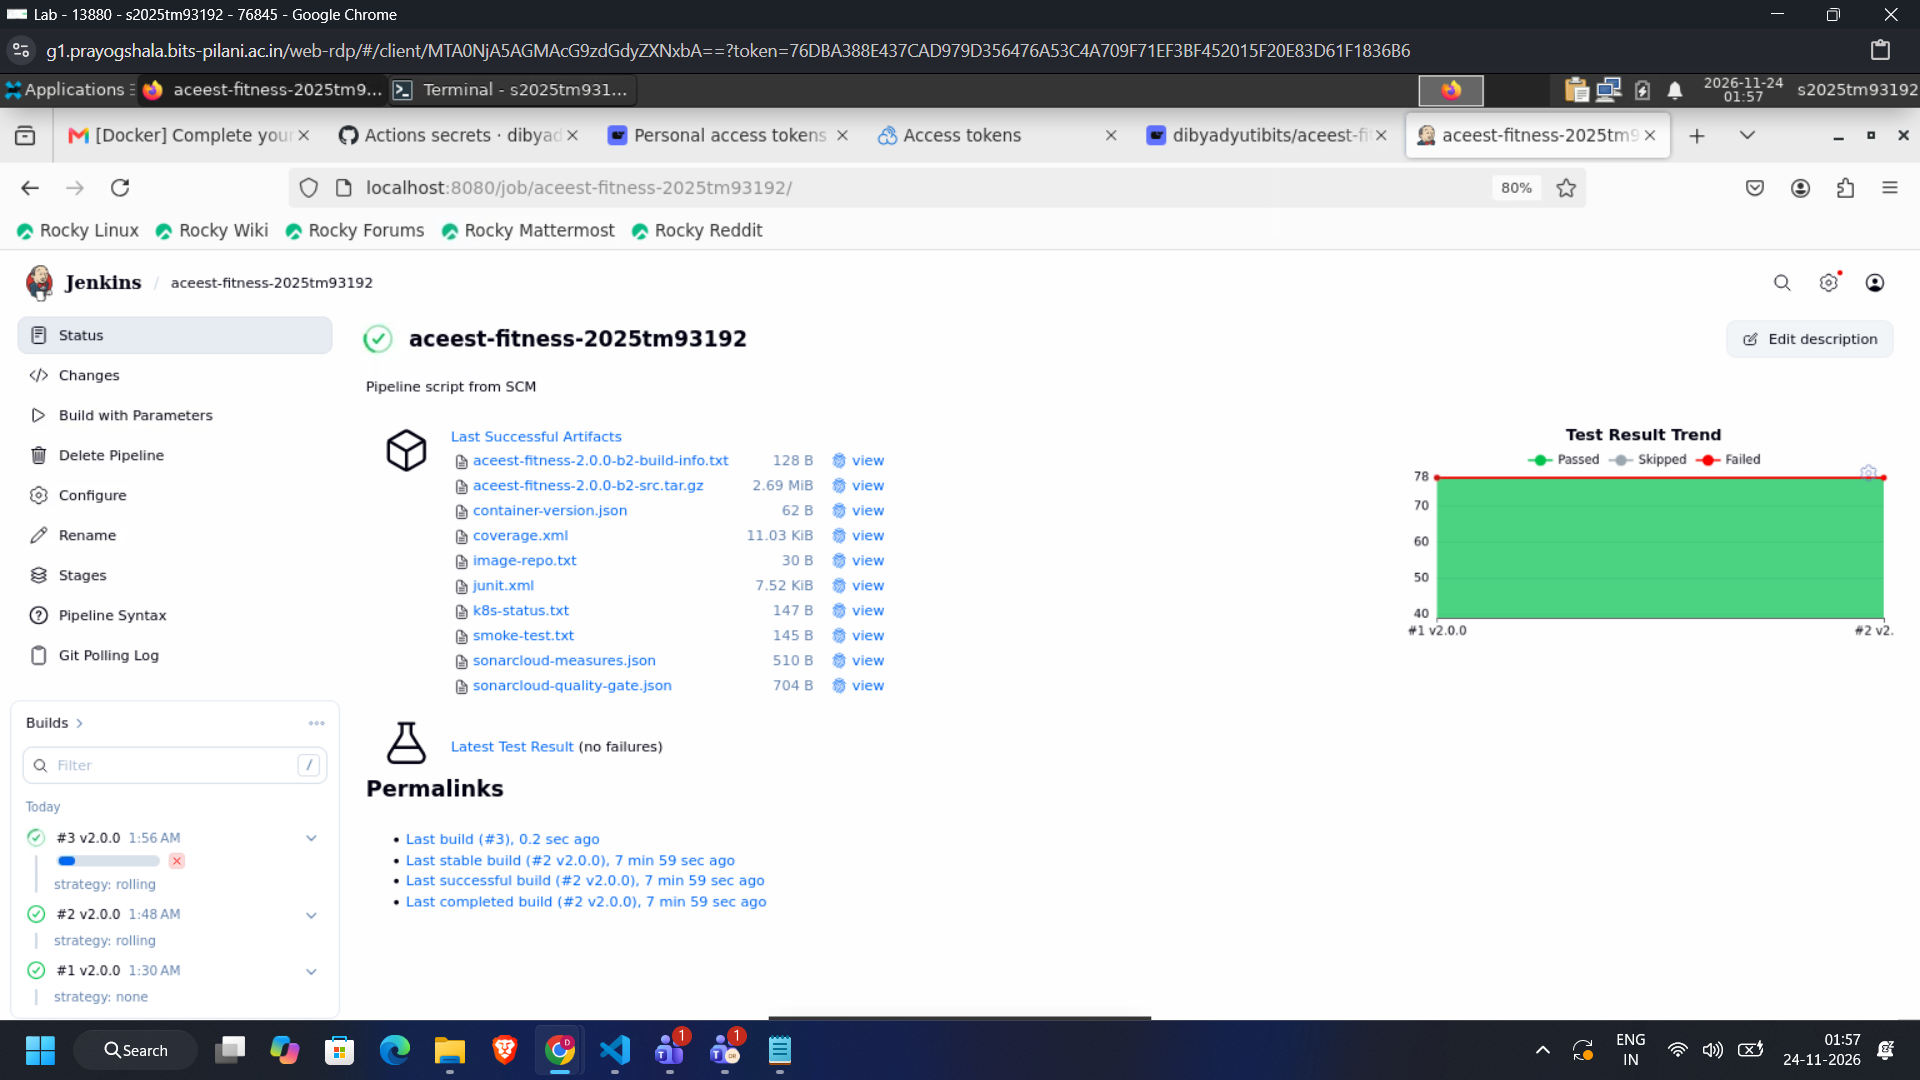 Lab - 13880 - s2025tm93192 - 76845 - Google Chrome
g1.prayogshala.bits-pilani.ac.in/web-rdp/#/client/MTA0NjA5AGMAcG9zdGdyZXNxbA==?token=76DBA388E437CAD979D356476A53C4A709F71EF3BF452015F20E83D61F1836B6
Applications aceest-fitness-2025tm9... Terminal - s2025tm931... 2026-11-24 01:57 s2025tm93192
[Docker] Complete your Actions secrets · dibyad Personal access tokens Access tokens dibyadyutibits/aceest-fi aceest-fitness-2025tm9
localhost:8080/job/aceest-fitness-2025tm93192/ 80%
Rocky Linux Rocky Wiki Rocky Forums Rocky Mattermost Rocky Reddit
Jenkins / aceest-fitness-2025tm93192
Status
Changes
Build with Parameters
Delete Pipeline
Configure
Rename
Stages
Pipeline Syntax
Git Polling Log
Builds
Filter /
Today
#3 v2.0.0 1:56 AM
strategy: rolling
#2 v2.0.0 1:48 AM
strategy: rolling
#1 v2.0.0 1:30 AM
strategy: none
aceest-fitness-2025tm93192
Edit description
Pipeline script from SCM
Last Successful Artifacts
aceest-fitness-2.0.0-b2-build-info.txt 128 B view
aceest-fitness-2.0.0-b2-src.tar.gz 2.69 MiB view
container-version.json 62 B view
coverage.xml 11.03 KiB view
image-repo.txt 30 B view
junit.xml 7.52 KiB view
k8s-status.txt 147 B view
smoke-test.txt 145 B view
sonarcloud-measures.json 510 B view
sonarcloud-quality-gate.json 704 B view
Latest Test Result (no failures)
Permalinks
Last build (#3), 0.2 sec ago
Last stable build (#2 v2.0.0), 7 min 59 sec ago
Last successful build (#2 v2.0.0), 7 min 59 sec ago
Last completed build (#2 v2.0.0), 7 min 59 sec ago
Test Result Trend
Passed Skipped Failed
78
70
60
50
40
#1 v2.0.0 #2 v2.
Search 1 1 ENG IN 01:57 24-11-2026